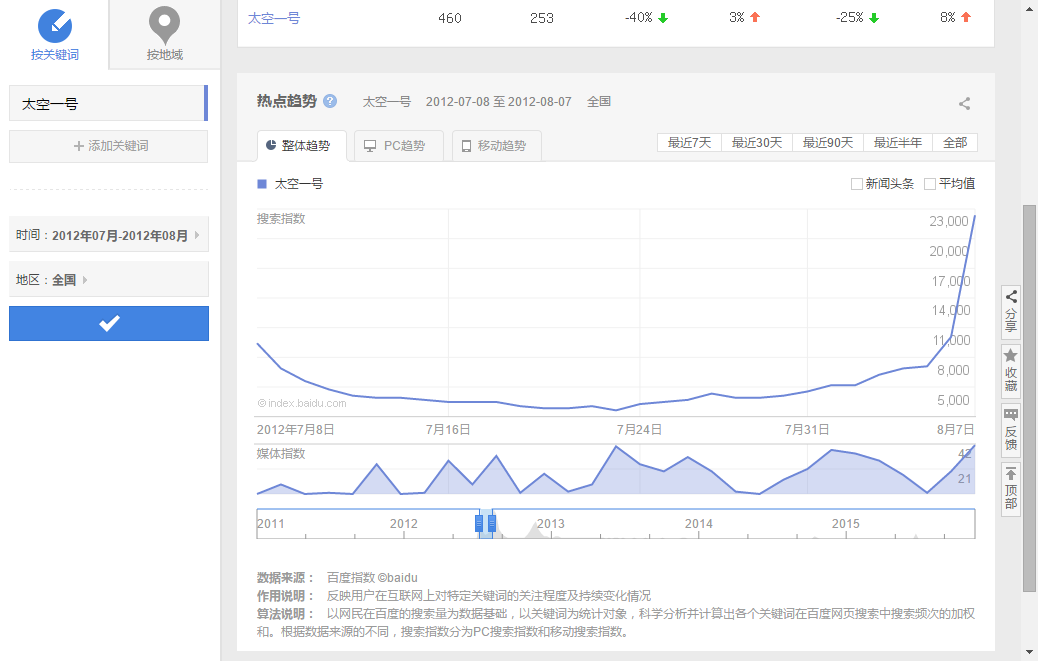 按关键词
按地域
太空一号
+ 添加关键词
时间：2012年07月-2012年08月
地区：全国
太空一号 460 253 -40% 3% -25% 8%
热点趋势 ? 太空一号 2012-07-08 至 2012-08-07 全国
整体趋势 PC趋势 移动趋势
最近7天 最近30天 最近90天 最近半年 全部
太空一号
新闻头条 平均值
搜索指数
23,000
20,000
17,000
14,000
11,000
8,000
5,000
©index.baidu.com
2012年7月8日 7月16日 7月24日 7月31日 8月7日
媒体指数
42
21
2011 2012 2013 2014 2015
数据来源： 百度指数 ©baidu
作用说明： 反映用户在互联网上对特定关键词的关注程度及持续变化情况
算法说明： 以网民在百度的搜索量为数据基础，以关键词为统计对象，科学分析并计算出各个关键词在百度网页搜索中搜索频次的加权
和。根据数据来源的不同，搜索指数分为PC搜索指数和移动搜索指数。
分享
收藏
反馈
顶部